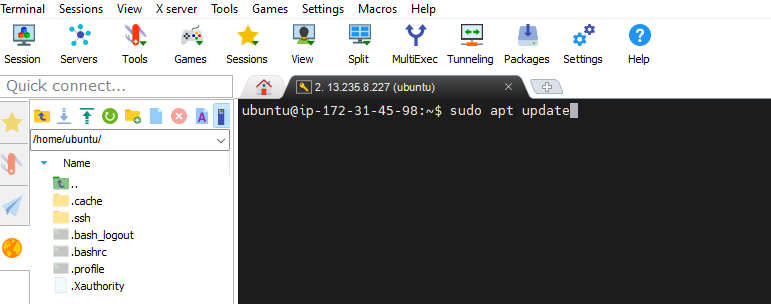 Terminal Sessions View X server Tools Games Settings Macros Help
Session Servers Tools Games Sessions View Split MultiExec Tunneling Packages Settings Help
Quick connect...
2. 13.235.8.227 (ubuntu)
/home/ubuntu/
Name
..
.cache
.ssh
.bash_logout
.bashrc
.profile
.Xauthority
ubuntu@ip-172-31-45-98:~$ sudo apt update